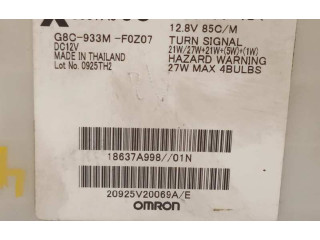 12.8V 85C/M
G8C-933M -F0Z07
TURN SIGNAL
DC12V
21W/27W+21W+(5W)+(1W)
MADE IN THAILAND
HAZARD WARNING
Lot No. 0925TH2
27W MAX 4BULBS
18637A998//01N
20925V20069A/E
OMRON